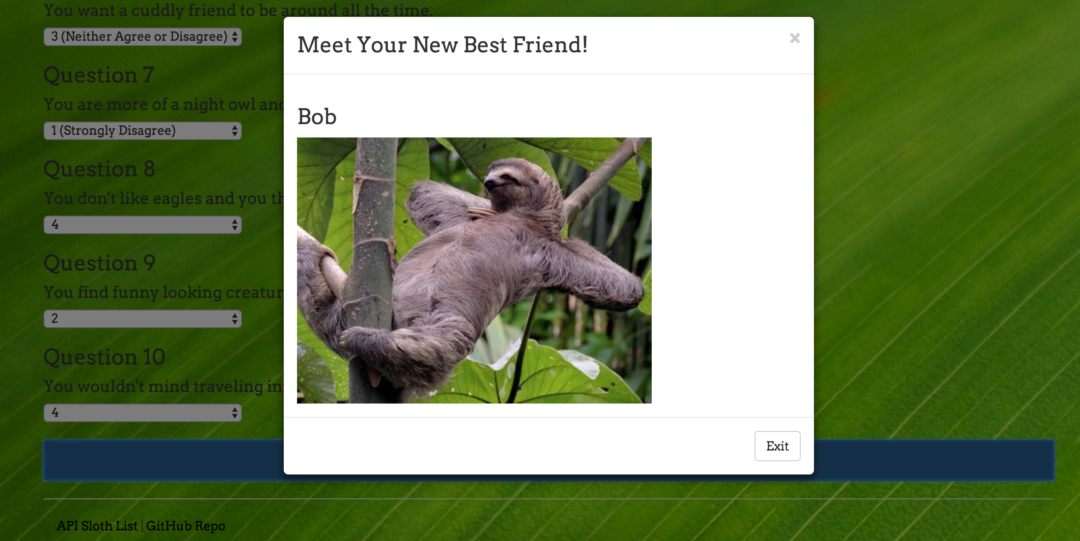 You want a cuddly friend to be around all the time.
3 (Neither Agree or Disagree)
Question 7
You are more of a night owl and
1 (Strongly Disagree)
Question 8
You don't like eagles and you
4
Question 9
You find funny looking
2
Question 10
You wouldn't mind traveling in
4
Meet Your New Best Friend!
×
Bob
Exit
API Sloth List | GitHub Repo